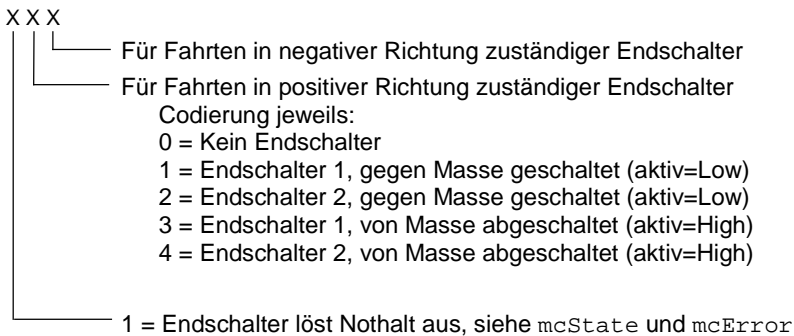 X X X
Für Fahrten in negativer Richtung zuständiger Endschalter
Für Fahrten in positiver Richtung zuständiger Endschalter
Codierung jeweils:
0 = Kein Endschalter
1 = Endschalter 1, gegen Masse geschaltet (aktiv=Low)
2 = Endschalter 2, gegen Masse geschaltet (aktiv=Low)
3 = Endschalter 1, von Masse abgeschaltet (aktiv=High)
4 = Endschalter 2, von Masse abgeschaltet (aktiv=High)
1 = Endschalter löst Nothalt aus, siehe mcState und mcError